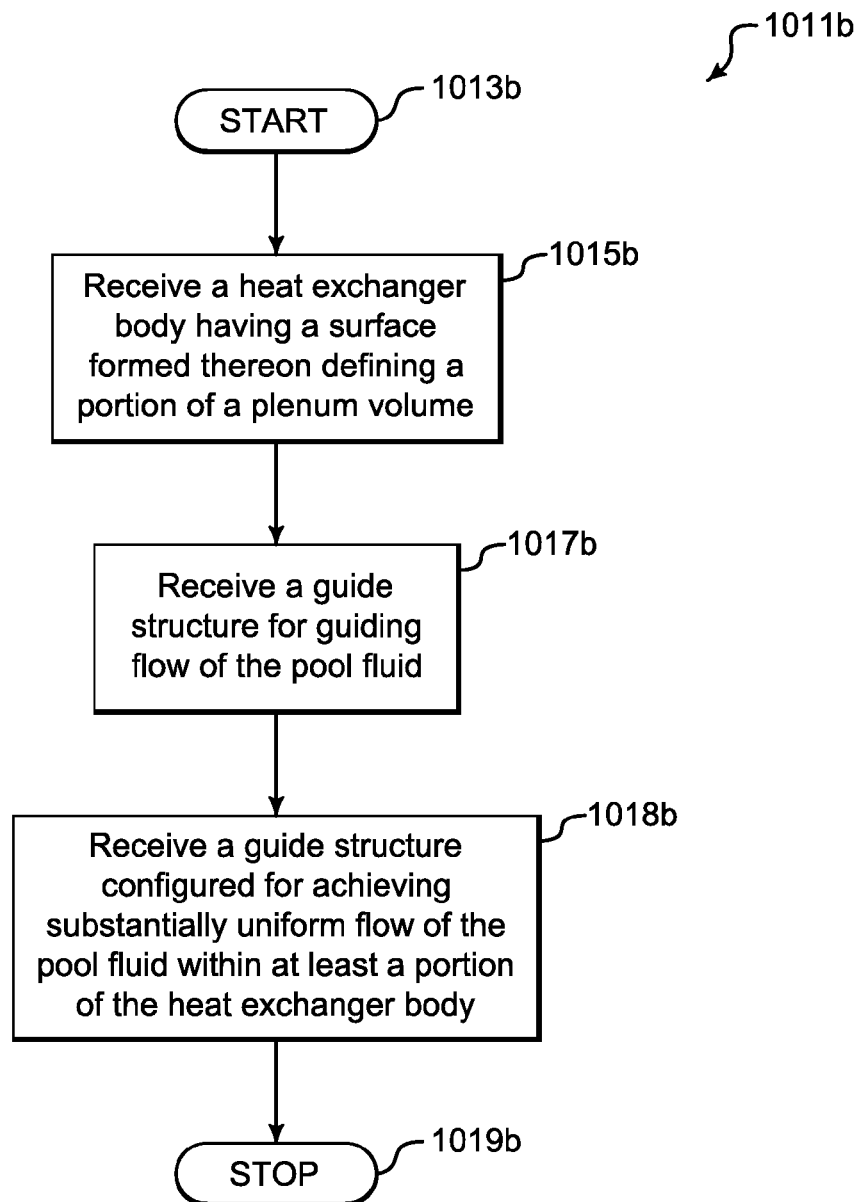 1011b
START
1013b
1015b
Receive a heat exchanger
body having a surface
formed thereon defining a
portion of a plenum volume
1017b
Receive a guide
structure for guiding
flow of the pool fluid
1018b
Receive a guide structure
configured for achieving
substantially uniform flow of the
pool fluid within at least a portion
of the heat exchanger body
1019b
STOP